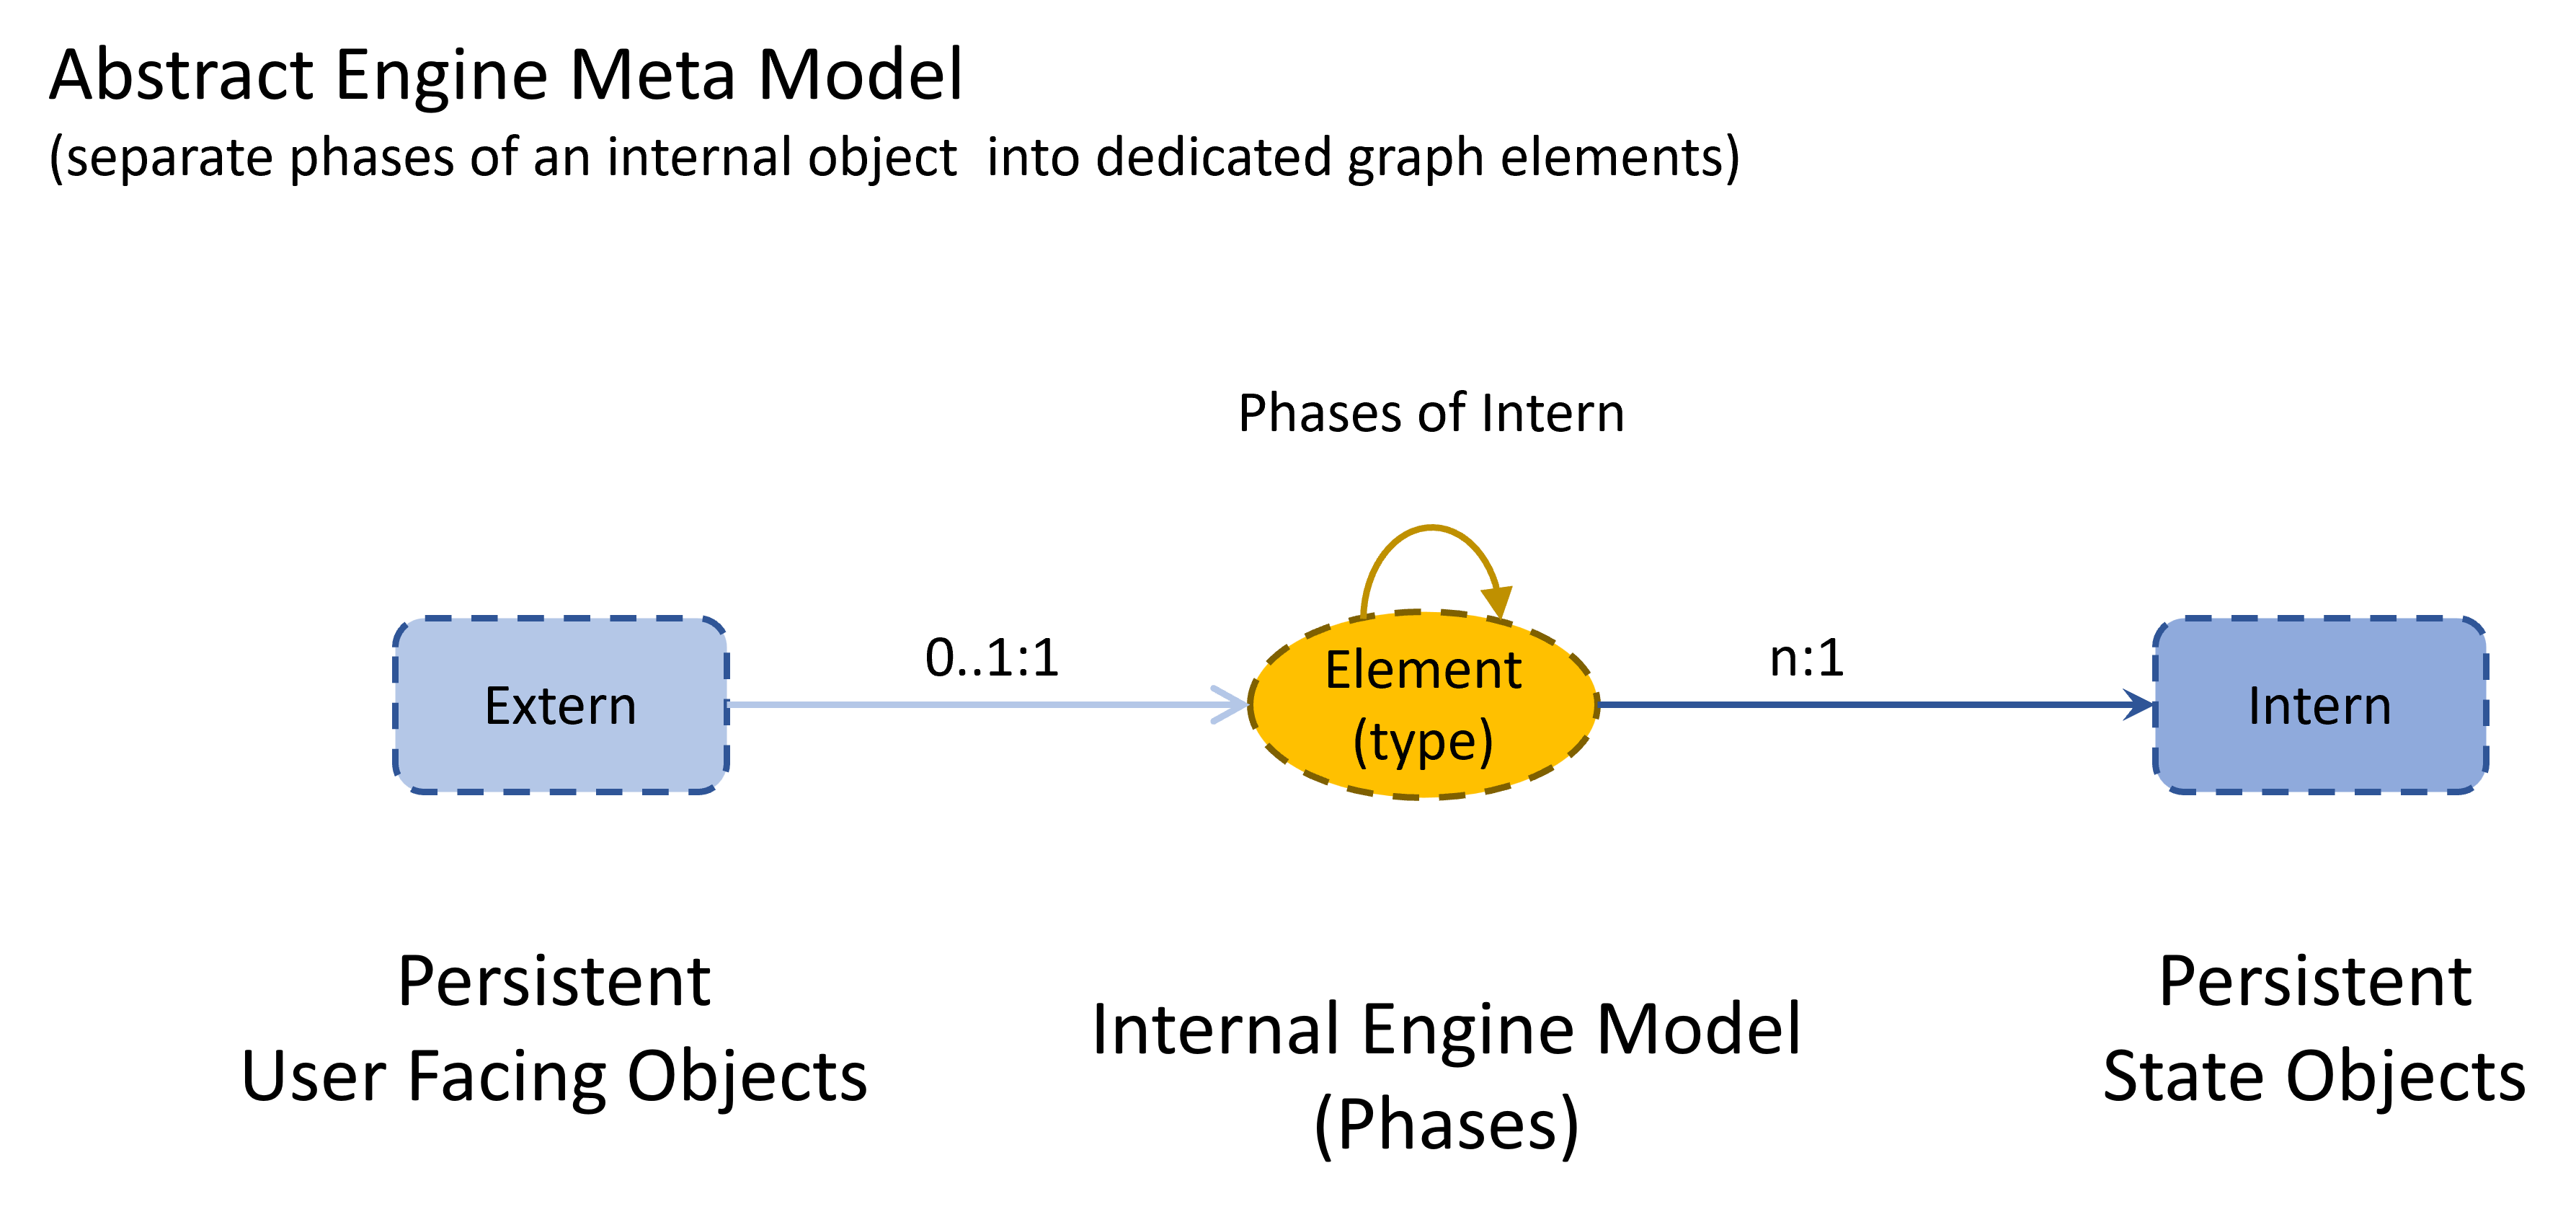 Abstract Engine Meta Model
(separate phases of an internal object  into dedicated graph elements)
Phases of Intern
Extern
0..1:1
Element
(type)
n:1
Intern
Persistent
User Facing Objects
Internal Engine Model
(Phases)
Persistent
State Objects